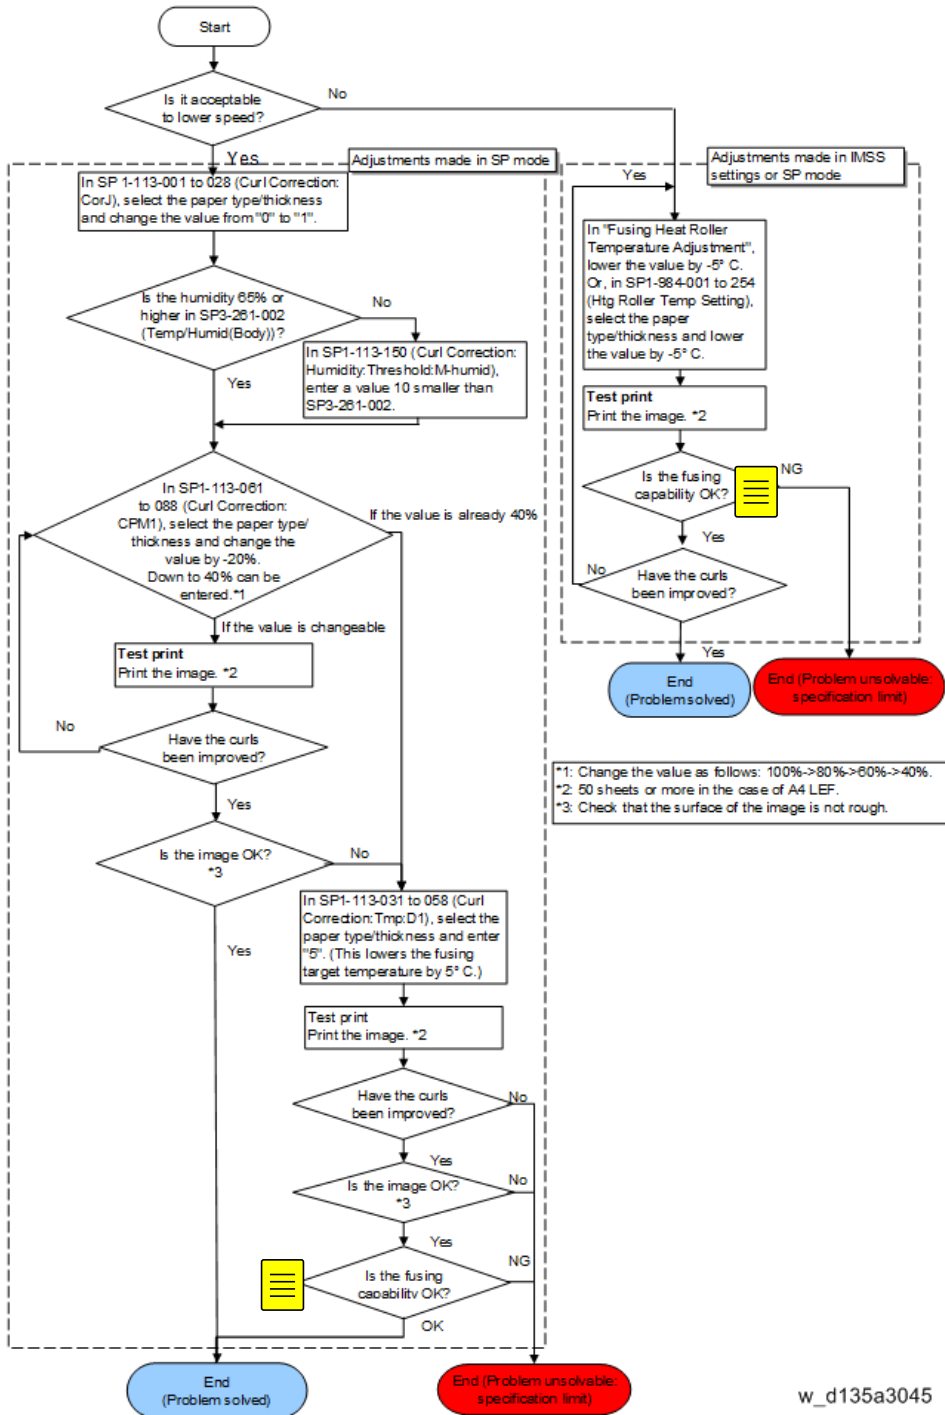 Start
Is it acceptable
to lower speed?
No
Yes
Adjustments made in SP mode
In SP 1-113-001 to 028 (Curl Correction:
CorJ), select the paper type/thickness
and change the value from "0" to "1".
Is the humidity 65% or
higher in SP3-261-002
(Temp/Humid(Body))?
No
Yes
In SP1-113-150 (Curl Correction:
Humidity:Threshold:M-humid),
enter a value 10 smaller than
SP3-261-002.
In SP1-113-061
to 088 (Curl Correction:
CPM1), select the paper type/
thickness and change the
value by -20%.
Down to 40% can be
entered.*1
If the value is already 40%
If the value is changeable
Test print
Print the image. *2
Have the curls
been improved?
No
Yes
Is the image OK?
*3
No
Yes
In SP1-113-031 to 058 (Curl
Correction:Tmp:D1), select the
paper type/thickness and enter
"5". (This lowers the fusing
target temperature by 5° C.)
Test print
Print the image. *2
Have the curls
been improved?
No
Yes
Is the image OK?
*3
No
Yes
Is the fusing
capability OK?
NG
OK
End
(Problem solved)
End (Problem unsolvable:
specification limit)
Adjustments made in IMSS
settings or SP mode
Yes
In "Fusing Heat Roller
Temperature Adjustment",
lower the value by -5° C.
Or, in SP1-984-001 to 254
(Htg Roller Temp Setting),
select the paper
type/thickness and lower
the value by -5° C.
Test print
Print the image. *2
Is the fusing
capability OK?
NG
Yes
Have the curls
been improved?
No
Yes
End
(Problem solved)
End (Problem unsolvable:
specification limit)
*1: Change the value as follows: 100%->80%->60%->40%.
*2: 50 sheets or more in the case of A4 LEF.
*3: Check that the surface of the image is not rough.
w_d135a3045